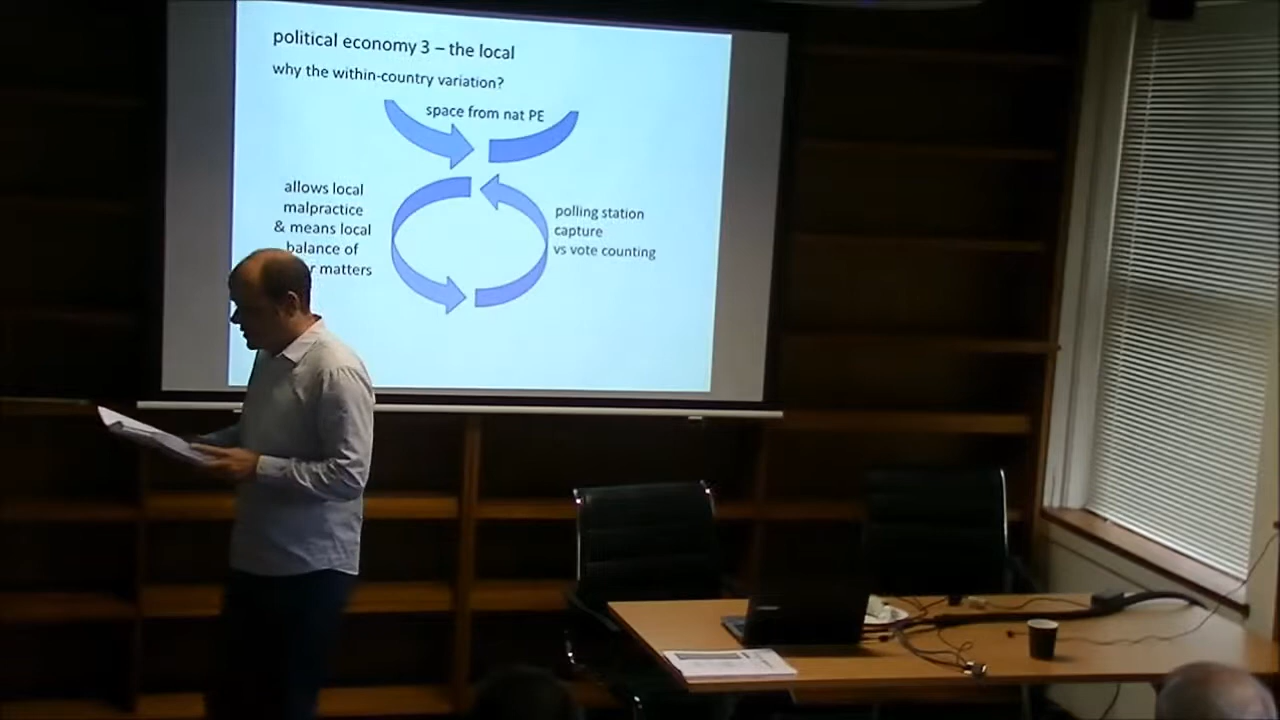 political economy 3 – the local
why the within-country variation?
space from nat PE
allows local
malpractice
& means local
balance of
matters
polling station
capture
vs vote counting